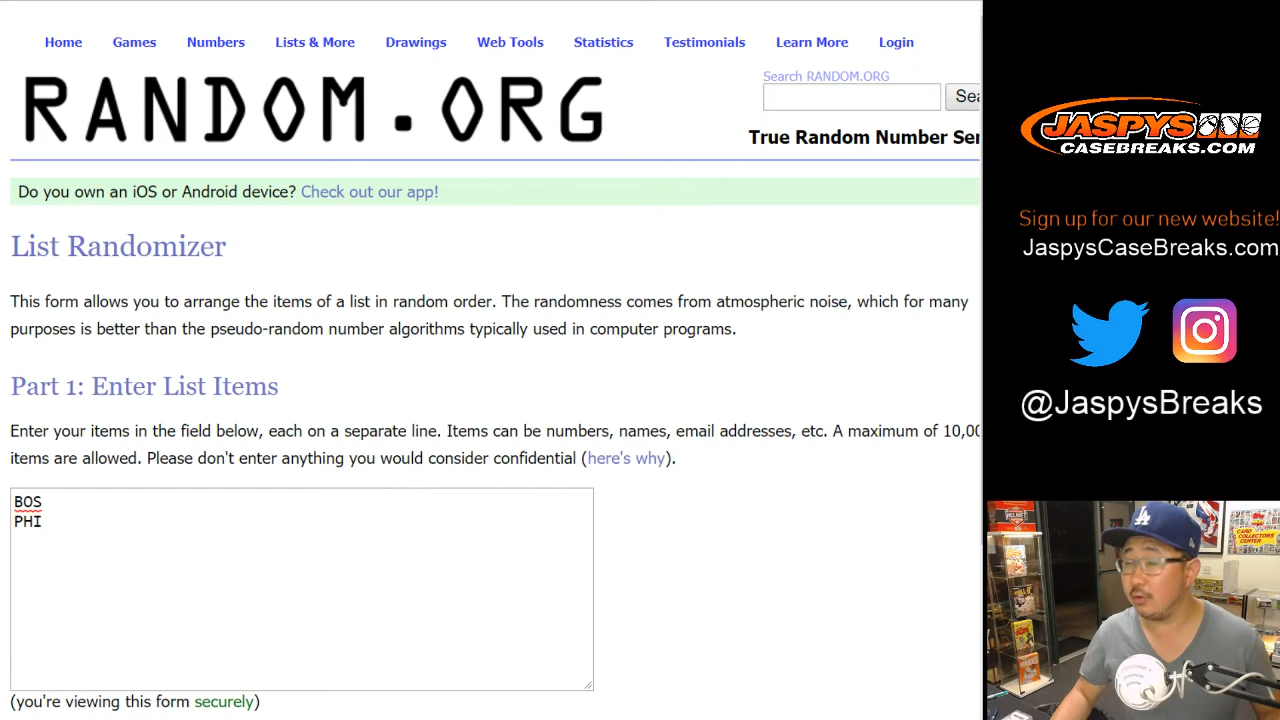 Home Games Numbers Lists & More Drawings Web Tools Statistics Testimonials Learn More Login
RANDOM.ORG
Search RANDOM.ORG
Sea
True Random Number Ser
Do you own an iOS or Android device? Check out our app!
List Randomizer
This form allows you to arrange the items of a list in random order. The randomness comes from atmospheric noise, which for many
purposes is better than the pseudo-random number algorithms typically used in computer programs.
Part 1: Enter List Items
Enter your items in the field below, each on a separate line. Items can be numbers, names, email addresses, etc. A maximum of 10,00
items are allowed. Please don't enter anything you would consider confidential (here's why).
BOS
PHI
(you're viewing this form securely)
JASPYS
CASEBREAKS.COM
Sign up for our new website!
JaspysCaseBreaks.com
@JaspysBreaks
LA